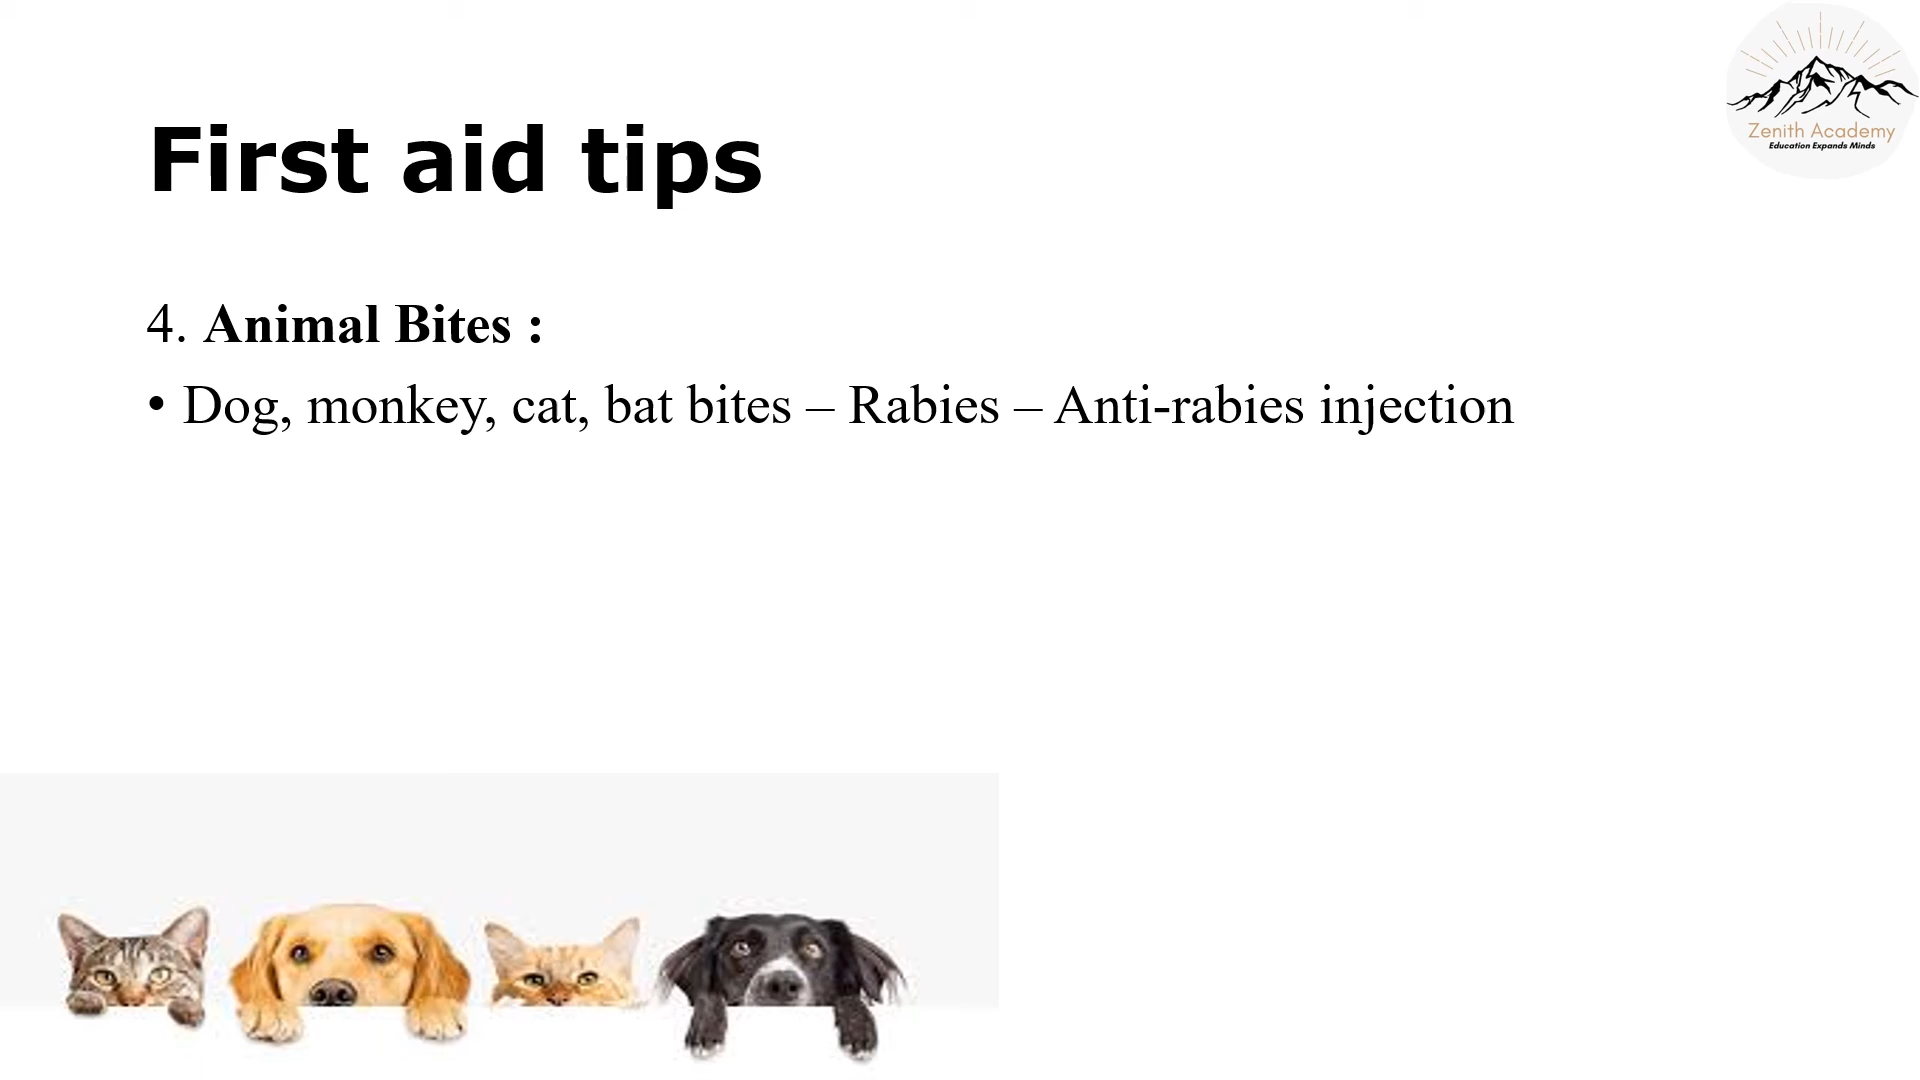 Zenith Academy
Education Expands Minds
First aid tips
4. Animal Bites :
• Dog, monkey, cat, bat bites – Rabies – Anti-rabies injection